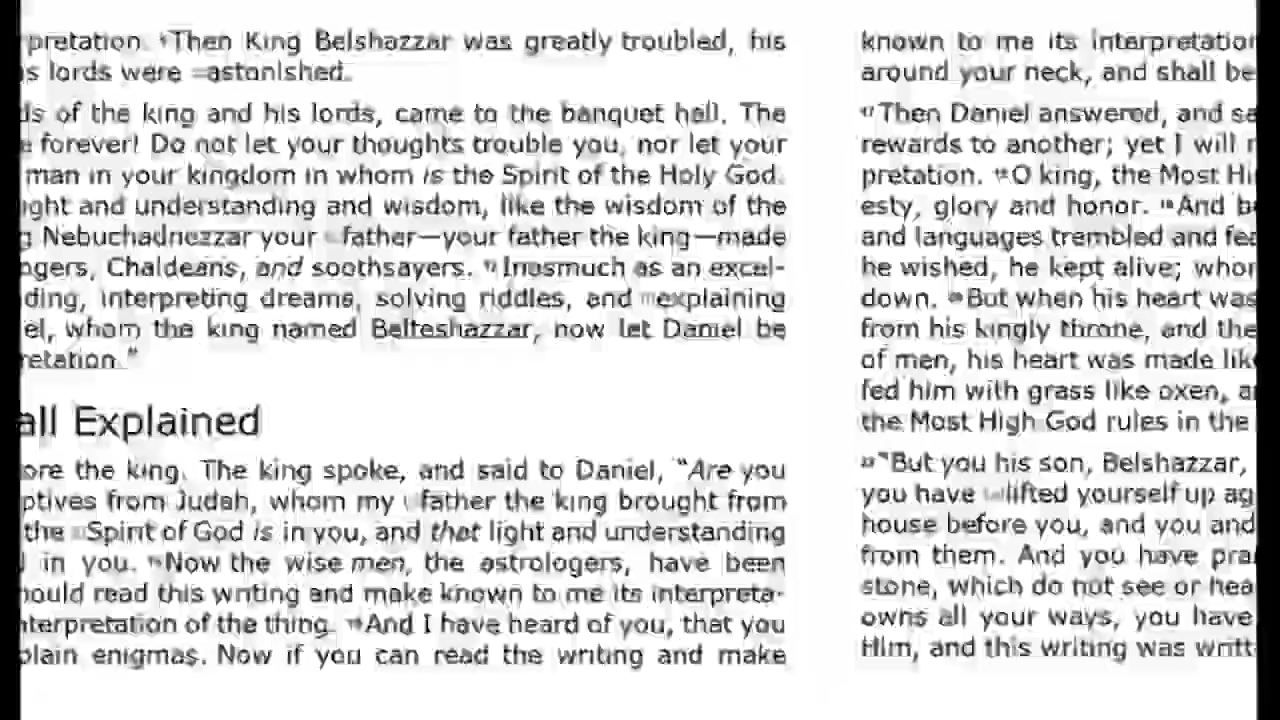 pretation. Then King Belshazzar was greatly troubled, his
lords were astonished.
of the king and his lords, came to the banquet hall. The
forever! Do not let your thoughts trouble you, nor let your
man in your kingdom in whom is the Spirit of the Holy God.
ght and understanding and wisdom, like the wisdom of the
Nebuchadnezzar your father—your father the king—made
gers, Chaldeans, and soothsayers. Inasmuch as an excel-
ding, interpreting dreams, solving riddles, and explaining
el, whom the king named Belteshazzar, now let Daniel be
retation."
all Explained
ore the king. The king spoke, and said to Daniel, "Are you
ptives from Judah, whom my father the king brought from
the Spirit of God is in you, and that light and understanding
in you. Now the wise men, the astrologers, have been
ould read this writing and make known to me its interpreta-
nterpretation of the thing. And I have heard of you, that you
plain enigmas. Now if you can read the writing and make
known to me its interpretation
around your neck, and shall be
"Then Daniel answered, and sa
rewards to another; yet I will r
pretation. "O king, the Most Hi
esty, glory and honor. And b
and languages trembled and fea
he wished, he kept alive; whom
down. But when his heart was
from his kingly throne, and the
of men, his heart was made like
fed him with grass like oxen, a
the Most High God rules in the
"But you his son, Belshazzar,
you have lifted yourself up ag
house before you, and you and
from them. And you have pra
stone, which do not see or hea
owns all your ways, you have
Him, and this writing was writt